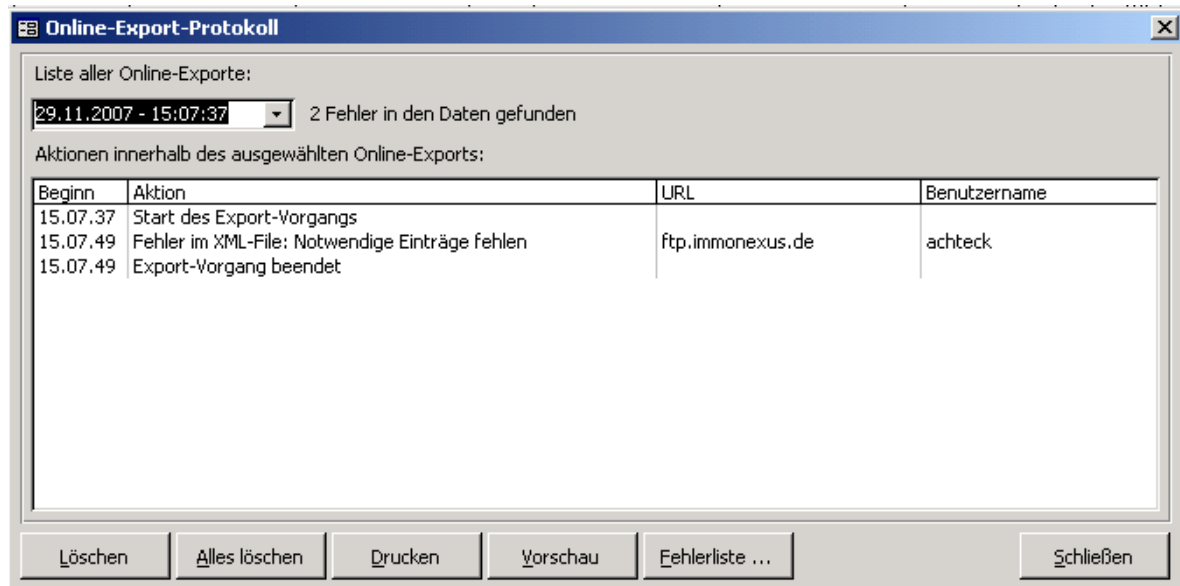 Online-Export-Protokoll
Liste aller Online-Exporte:
29.11.2007 - 15:07:37 2 Fehler in den Daten gefunden
Aktionen innerhalb des ausgewählten Online-Exports:
Beginn Aktion URL Benutzername
15.07.37 Start des Export-Vorgangs
15.07.49 Fehler im XML-File: Notwendige Einträge fehlen ftp.immonexus.de achteck
15.07.49 Export-Vorgang beendet
Löschen Alles löschen Drucken Vorschau Fehlerliste ... Schließen